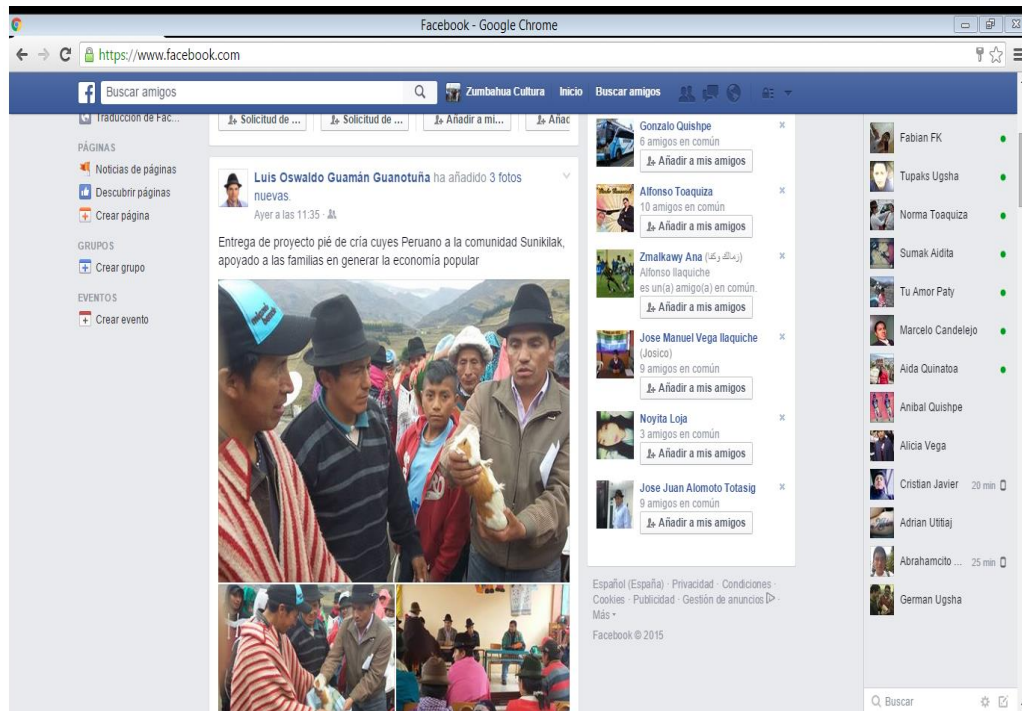 Facebook - Google Chrome
https://www.facebook.com
Buscar amigos
Zumbahua Cultura Inicio Buscar amigos
Traducción de Fac...
PÁGINAS
Noticias de páginas
Descubrir páginas
Crear página
GRUPOS
Crear grupo
EVENTOS
Crear evento
Solicitud de ... Solicitud de ... Añadir a mi... Añad
Luis Oswaldo Guamán Guanotuña ha añadido 3 fotos
nuevas.
Ayer a las 11:35 ·
Entrega de proyecto pié de cría cuyes Peruano a la comunidad Sunikilak,
apoyado a las familias en generar la economía popular
Gonzalo Quishpe
6 amigos en común
Añadir a mis amigos
Alfonso Toaquiza
10 amigos en común
Añadir a mis amigos
Zmalkawy Ana (زمالك وكفا)
Alfonso llaquiche
es un(a) amigo(a) en común.
Añadir a mis amigos
Jose Manuel Vega llaquiche
(Josico)
9 amigos en común
Añadir a mis amigos
Noyita Loja
3 amigos en común
Añadir a mis amigos
Jose Juan Alomoto Totasig
9 amigos en común
Añadir a mis amigos
Español (España) · Privacidad · Condiciones ·
Cookies · Publicidad · Gestión de anuncios ·
Más
Facebook © 2015
Fabian FK
Tupaks Ugsha
Norma Toaquiza
Sumak Aidita
Tu Amor Paty
Marcelo Candelejo
Aida Quinatoa
Anibal Quishpe
Alicia Vega
Cristian Javier 20 min
Adrian Utitiaj
Abrahamcito ... 25 min
German Ugsha
Buscar